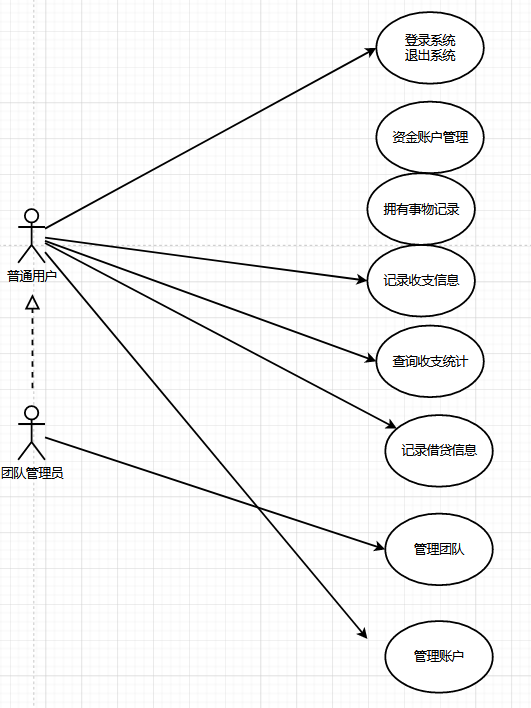 登录系统
退出系统
资金账户管理
拥有事物记录
普通用户
记录收支信息
查询收支统计
团队管理员
记录借贷信息
管理团队
管理账户